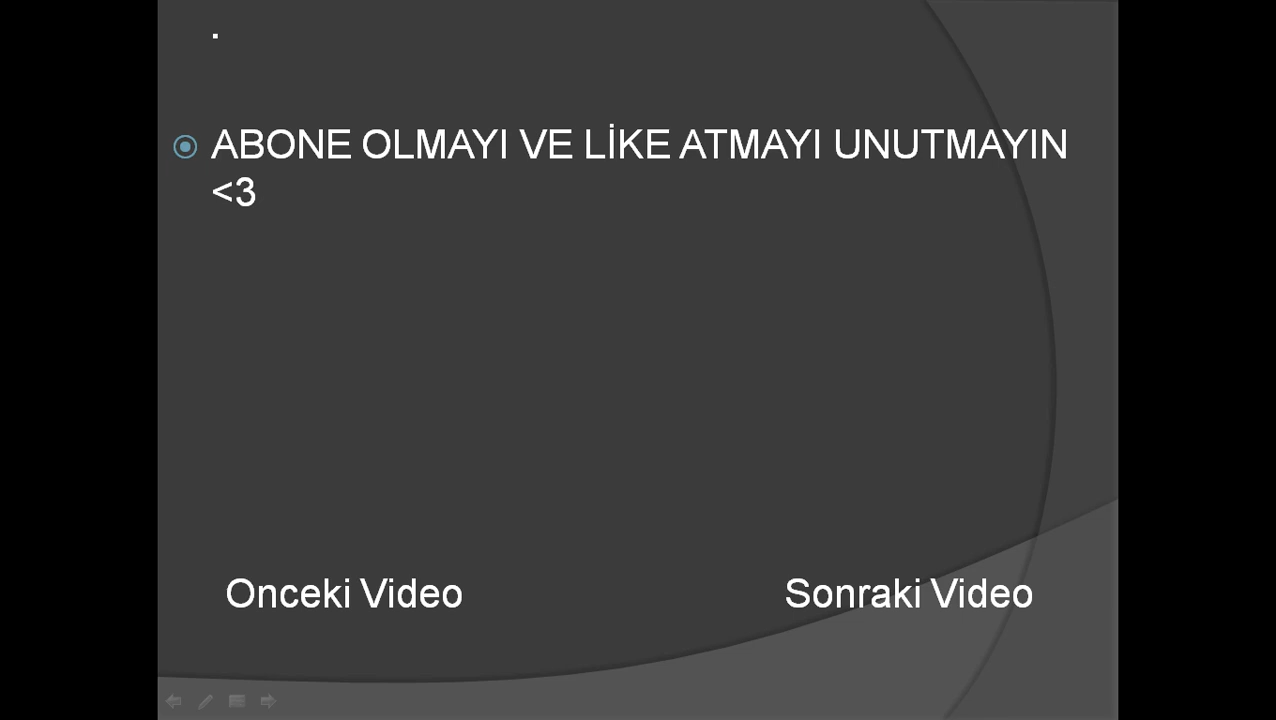 .
ABONE OLMAYI VE LİKE ATMAYI UNUTMAYIN
<3
Onceki Video
Sonraki Video